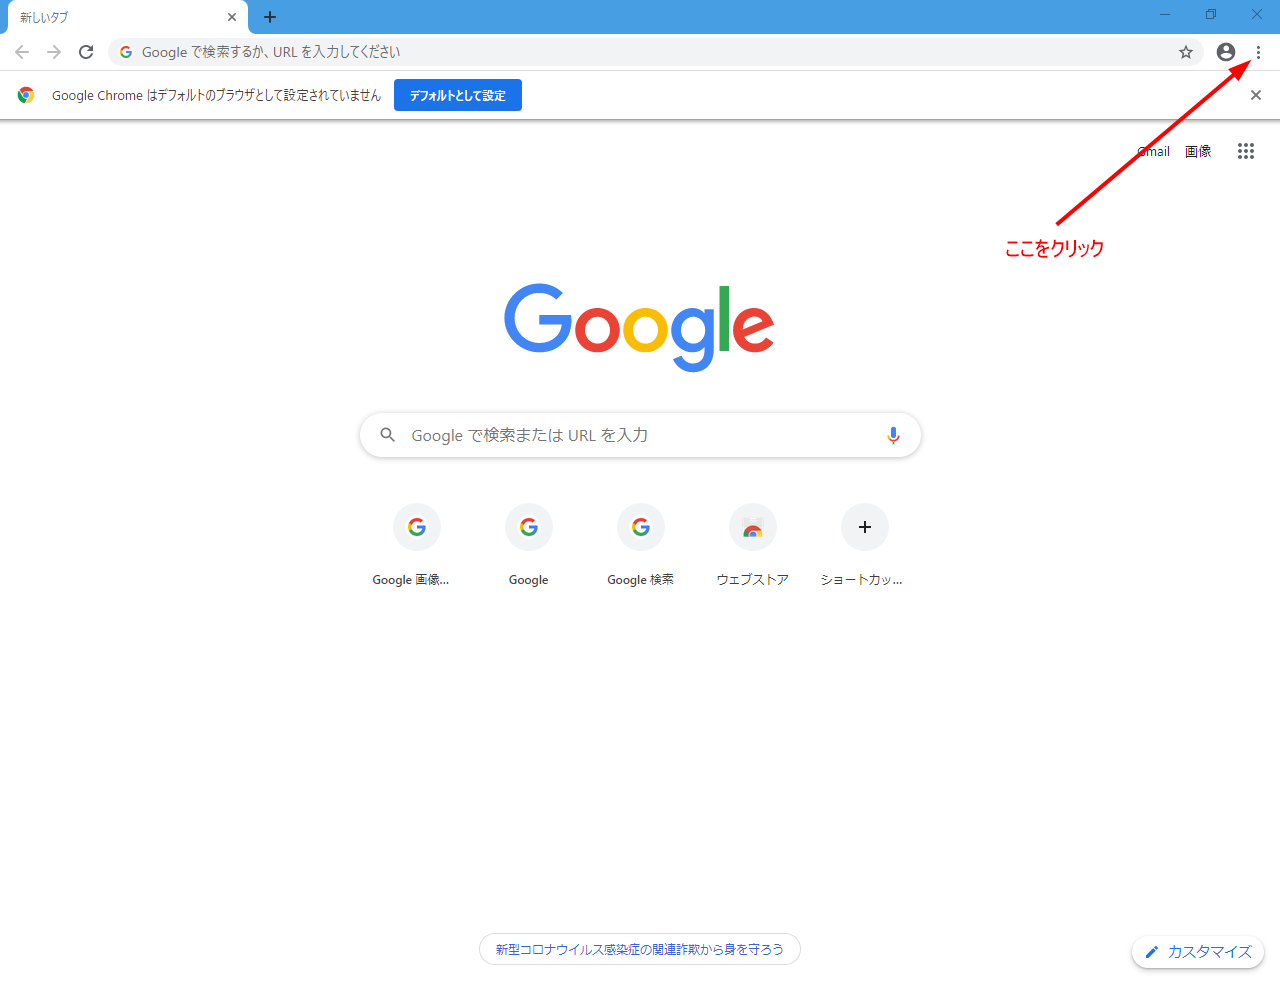 新しいタブ
Google で検索するか、URL を入力してください
Google Chrome はデフォルトのブラウザとして設定されていません
デフォルトとして設定
Gmail 画像
ここをクリック
Google
Google で検索または URL を入力
Google 画像...
Google
Google 検索
ウェブストア
ショートカッ...
新型コロナウイルス感染症の関連詐欺から身を守ろう
カスタマイズ